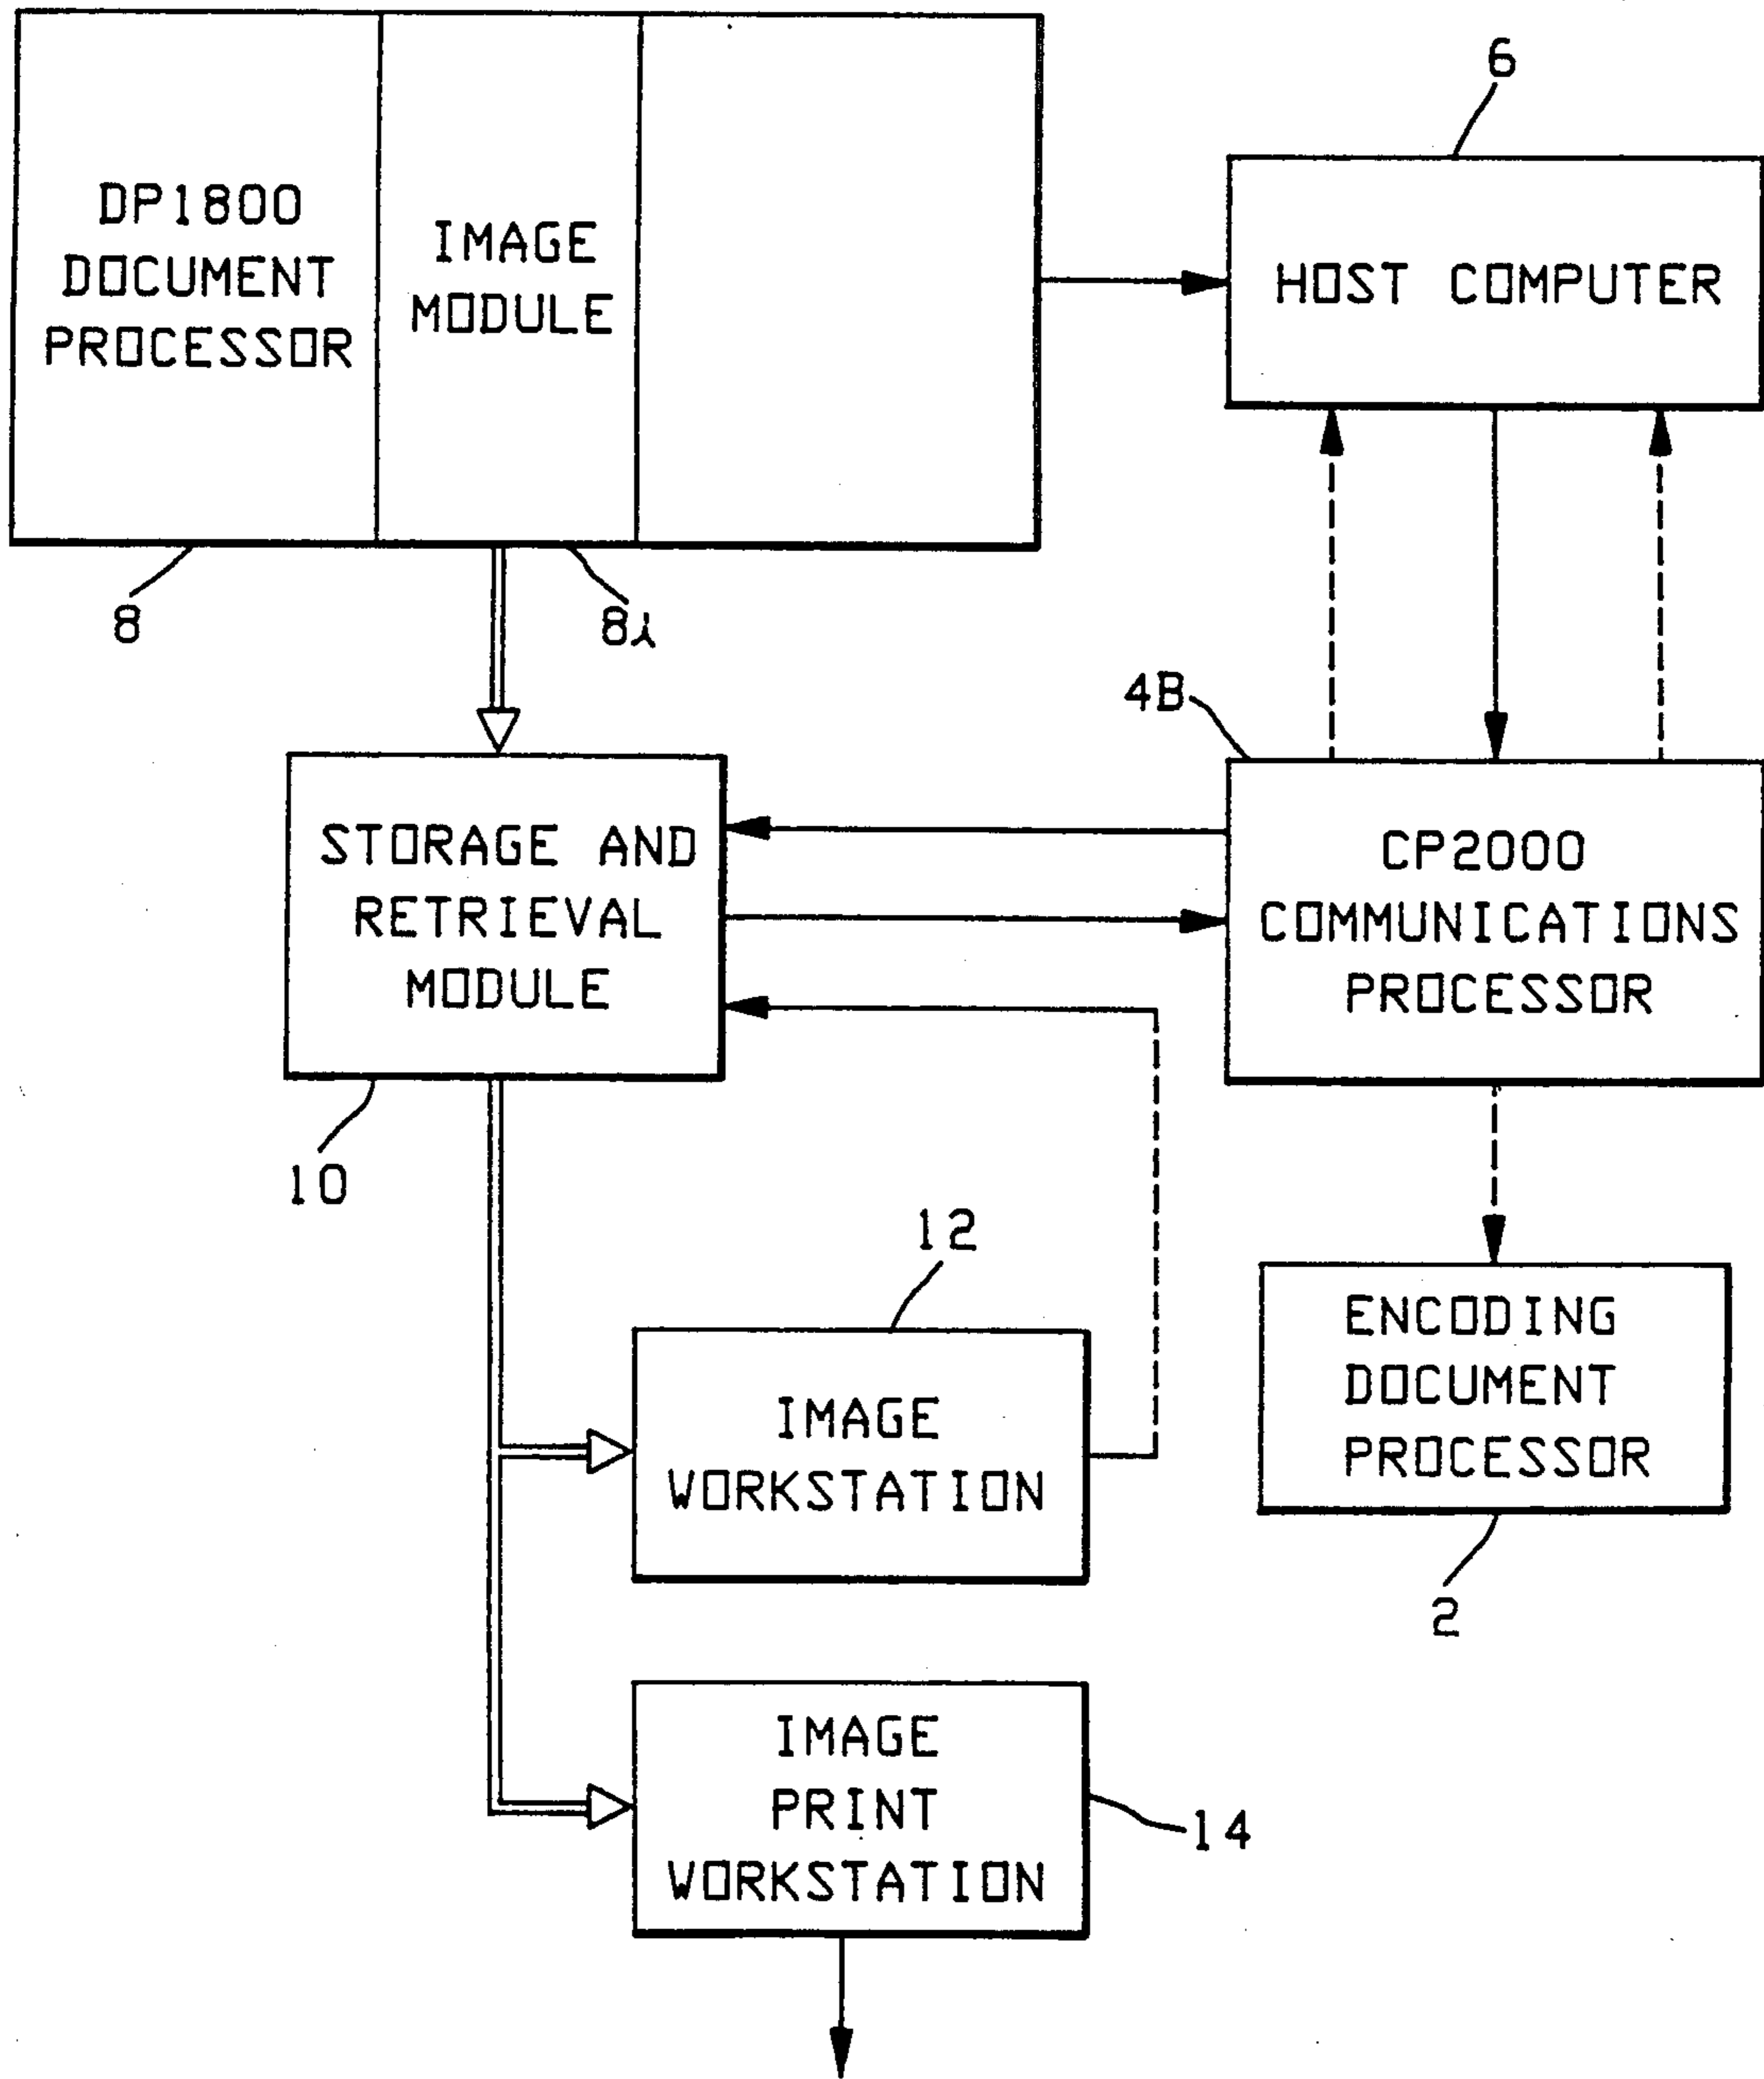 6
DP1800
DOCUMENT
PROCESSOR
IMAGE
MODULE
HOST COMPUTER
8
8i
4B
STORAGE AND
RETRIEVAL
MODULE
CP2000
COMMUNICATIONS
PROCESSOR
10
12
ENCODING
DOCUMENT
PROCESSOR
IMAGE
WORKSTATION
2
IMAGE
PRINT
WORKSTATION
14